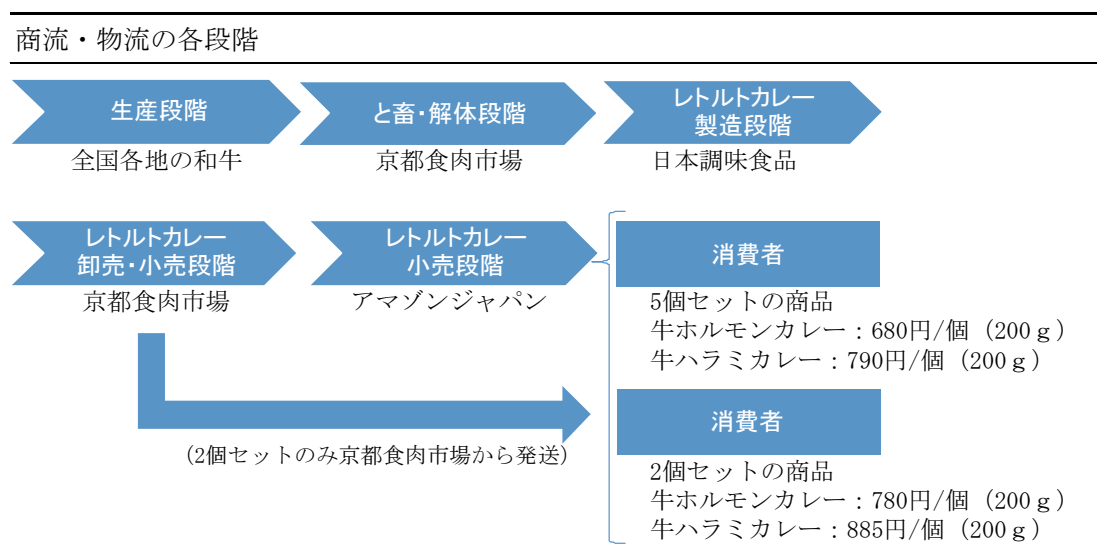 商流・物流の各段階
生産段階
と畜・解体段階
レトルトカレー
製造段階
全国各地の和牛
京都食肉市場
日本調味食品
レトルトカレー
卸売・小売段階
レトルトカレー
小売段階
消費者
京都食肉市場
アマゾンジャパン
5個セットの商品
牛ホルモンカレー：680円/個（200ｇ）
牛ハラミカレー：790円/個（200ｇ）
消費者
（2個セットのみ京都食肉市場から発送）
2個セットの商品
牛ホルモンカレー：780円/個（200ｇ）
牛ハラミカレー：885円/個（200ｇ）